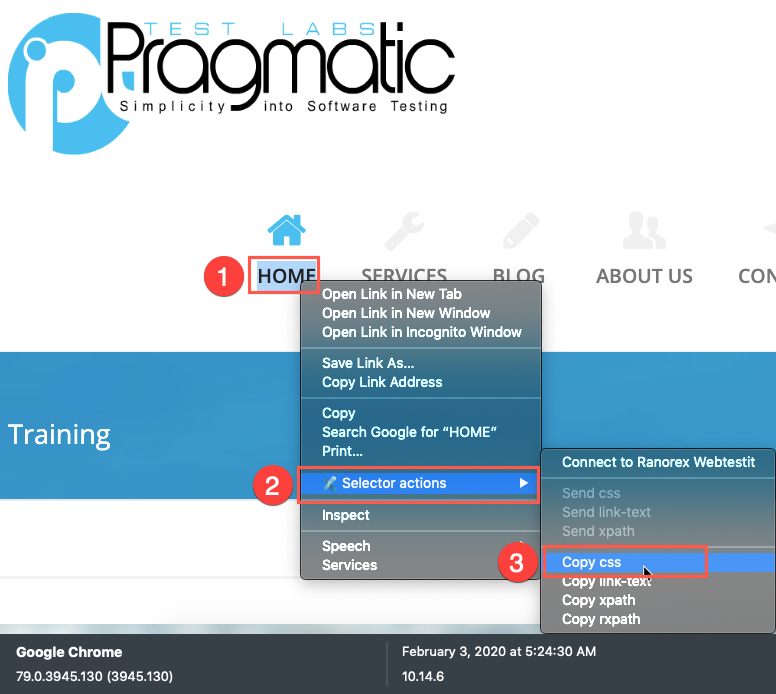 TEST LABS
Pragmatic
Simplicity into Software Testing
1
HOME
SERVICES
BLOG
ABOUT US
CON
Open Link in New Tab
Open Link in New Window
Open Link in Incognito Window
Save Link As...
Copy Link Address
Copy
Search Google for “HOME”
Print...
Training
2
Selector actions
Inspect
Speech
Services
Connect to Ranorex Webtestit
Send css
Send link-text
Send xpath
3
Copy css
Copy link-text
Copy xpath
Copy rxpath
Google Chrome
79.0.3945.130 (3945.130)
February 3, 2020 at 5:24:30 AM
10.14.6